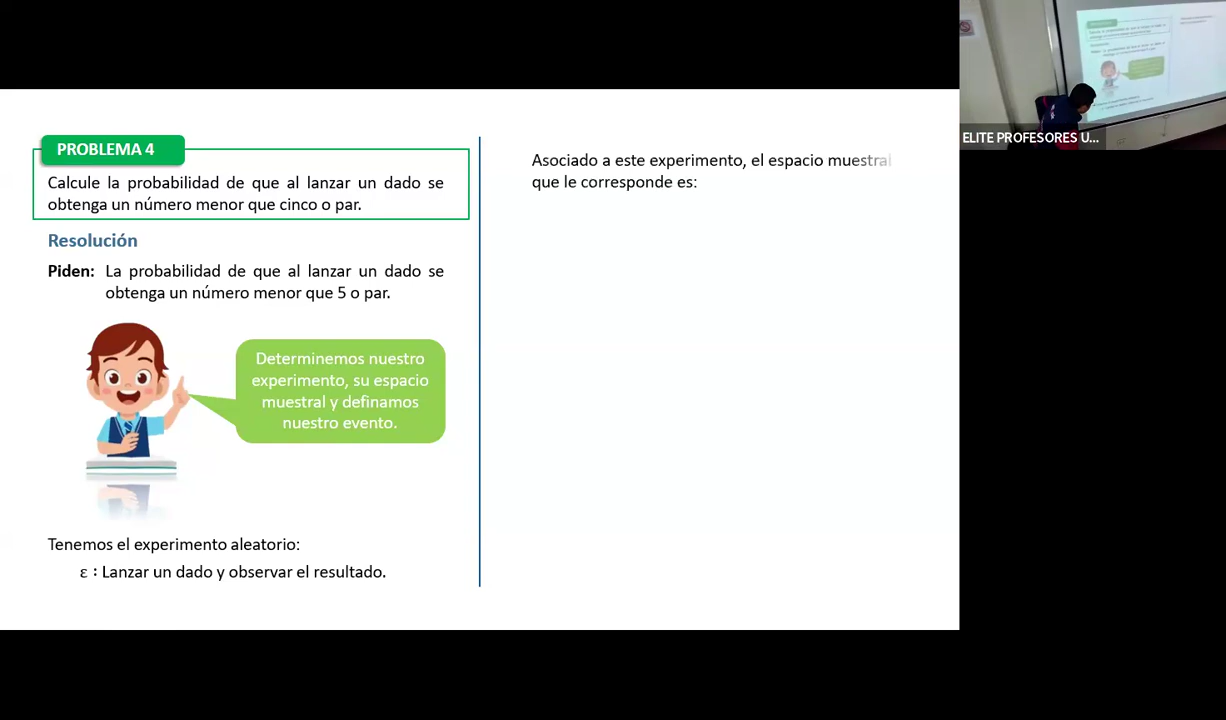 PROBLEMA 4
Calcule la probabilidad de que al lanzar un dado se
obtenga un número menor que cinco o par.
Resolución
Piden: La probabilidad de que al lanzar un dado se
obtenga un número menor que 5 o par.
Determinemos nuestro
experimento, su espacio
muestral y definamos
nuestro evento.
Tenemos el experimento aleatorio:
ε : Lanzar un dado y observar el resultado.
Asociado a este experimento, el espacio muestral
que le corresponde es:
ELITE PROFESORES U...